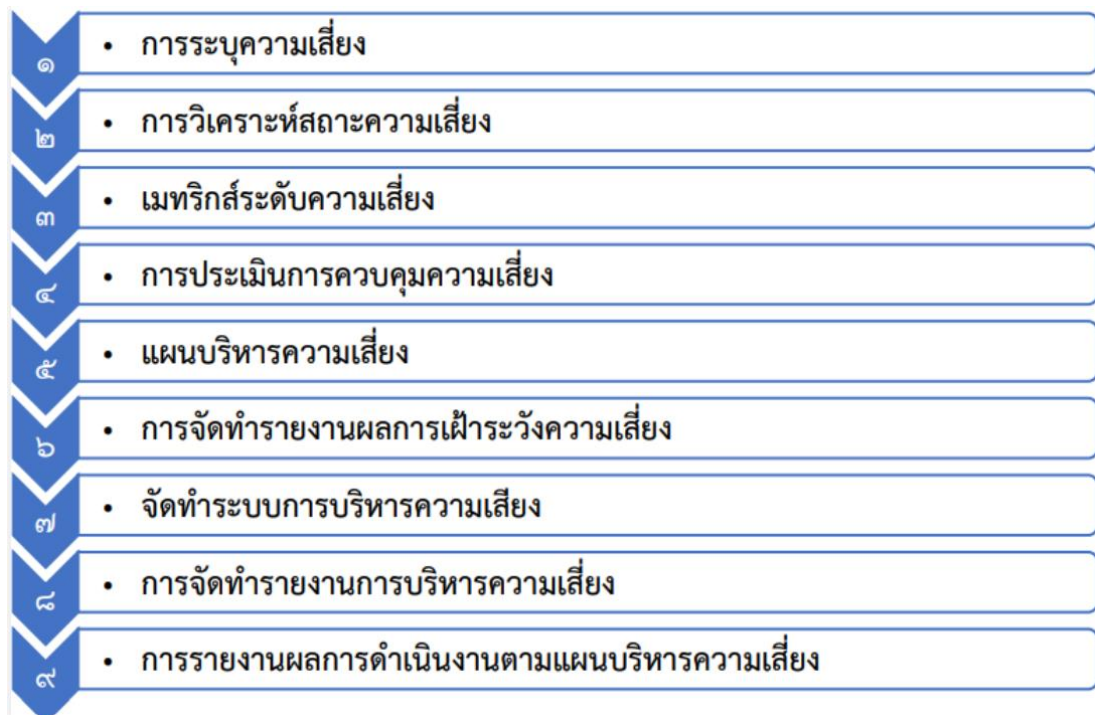 ๑ • การระบุความเสี่ยง
๒ • การวิเคราะห์สถาะความเสี่ยง
๓ • เมทริกส์ระดับความเสี่ยง
๔ • การประเมินการควบคุมความเสี่ยง
๕ • แผนบริหารความเสี่ยง
๖ • การจัดทำรายงานผลการเฝ้าระวังความเสี่ยง
๗ • จัดทำระบบการบริหารความเสียง
๘ • การจัดทำรายงานการบริหารความเสี่ยง
๙ • การรายงานผลการดำเนินงานตามแผนบริหารความเสี่ยง